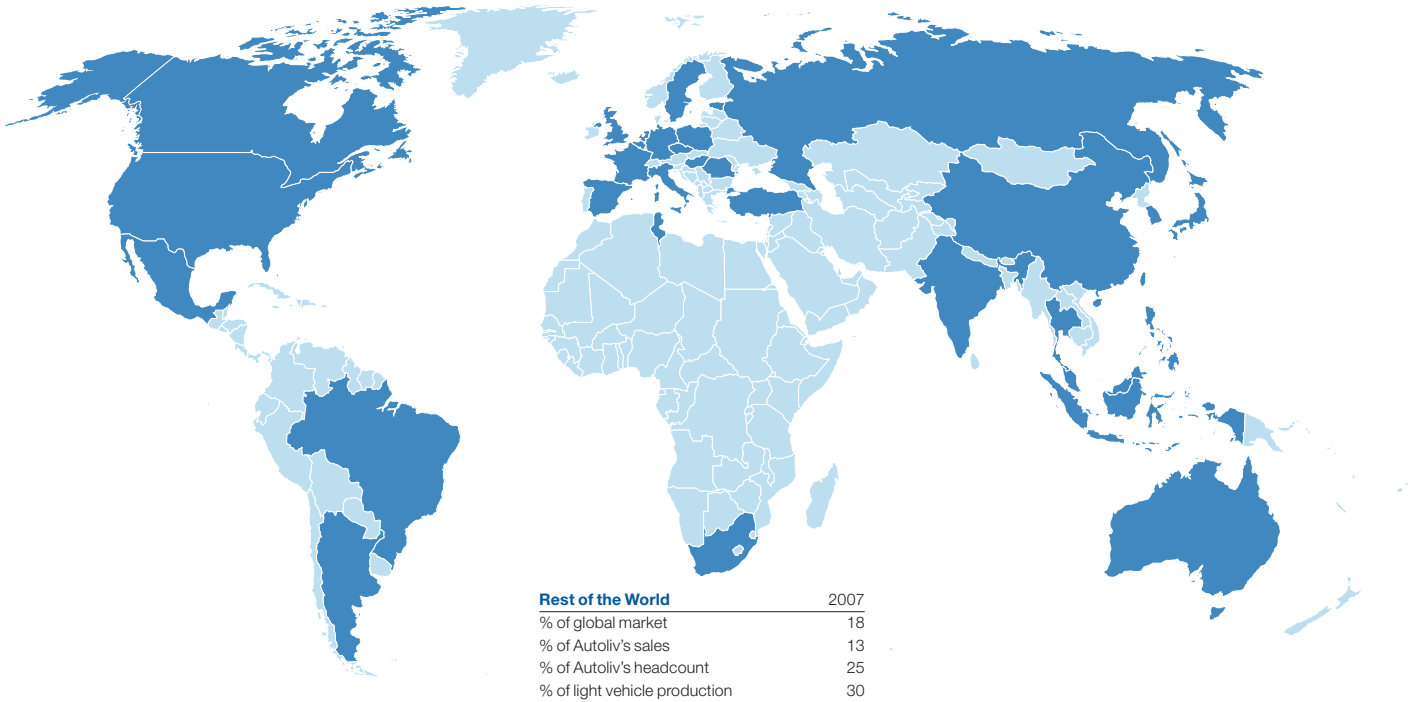 Rest of the World 2007
% of global market 18
% of Autoliv’s sales 13
% of Autoliv’s headcount 25
% of light vehicle production 30